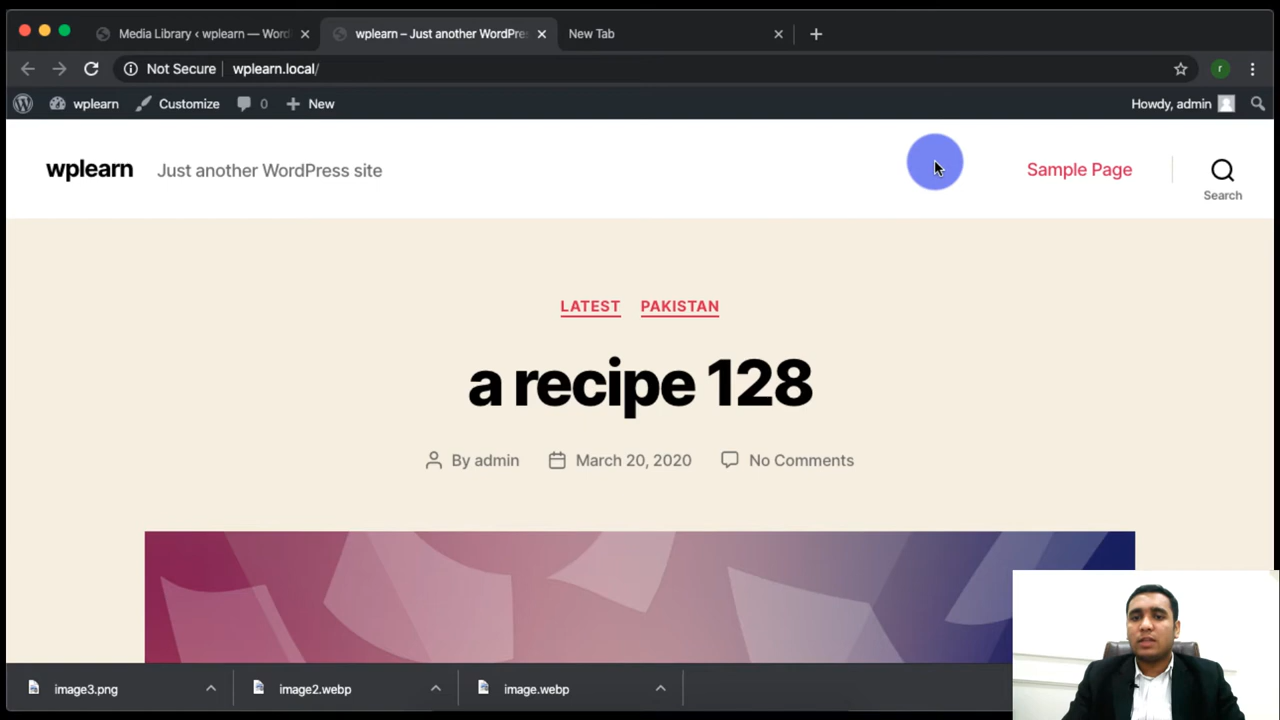 Media Library ‹ wplearn — Word
wplearn – Just another WordPre
New Tab
Not Secure
wplearn.local/
r
wplearn
Customize
0
New
Howdy, admin
wplearn
Just another WordPress site
Sample Page
Search
LATEST
PAKISTAN
a recipe 128
By admin
March 20, 2020
No Comments
image3.png
image2.webp
image.webp